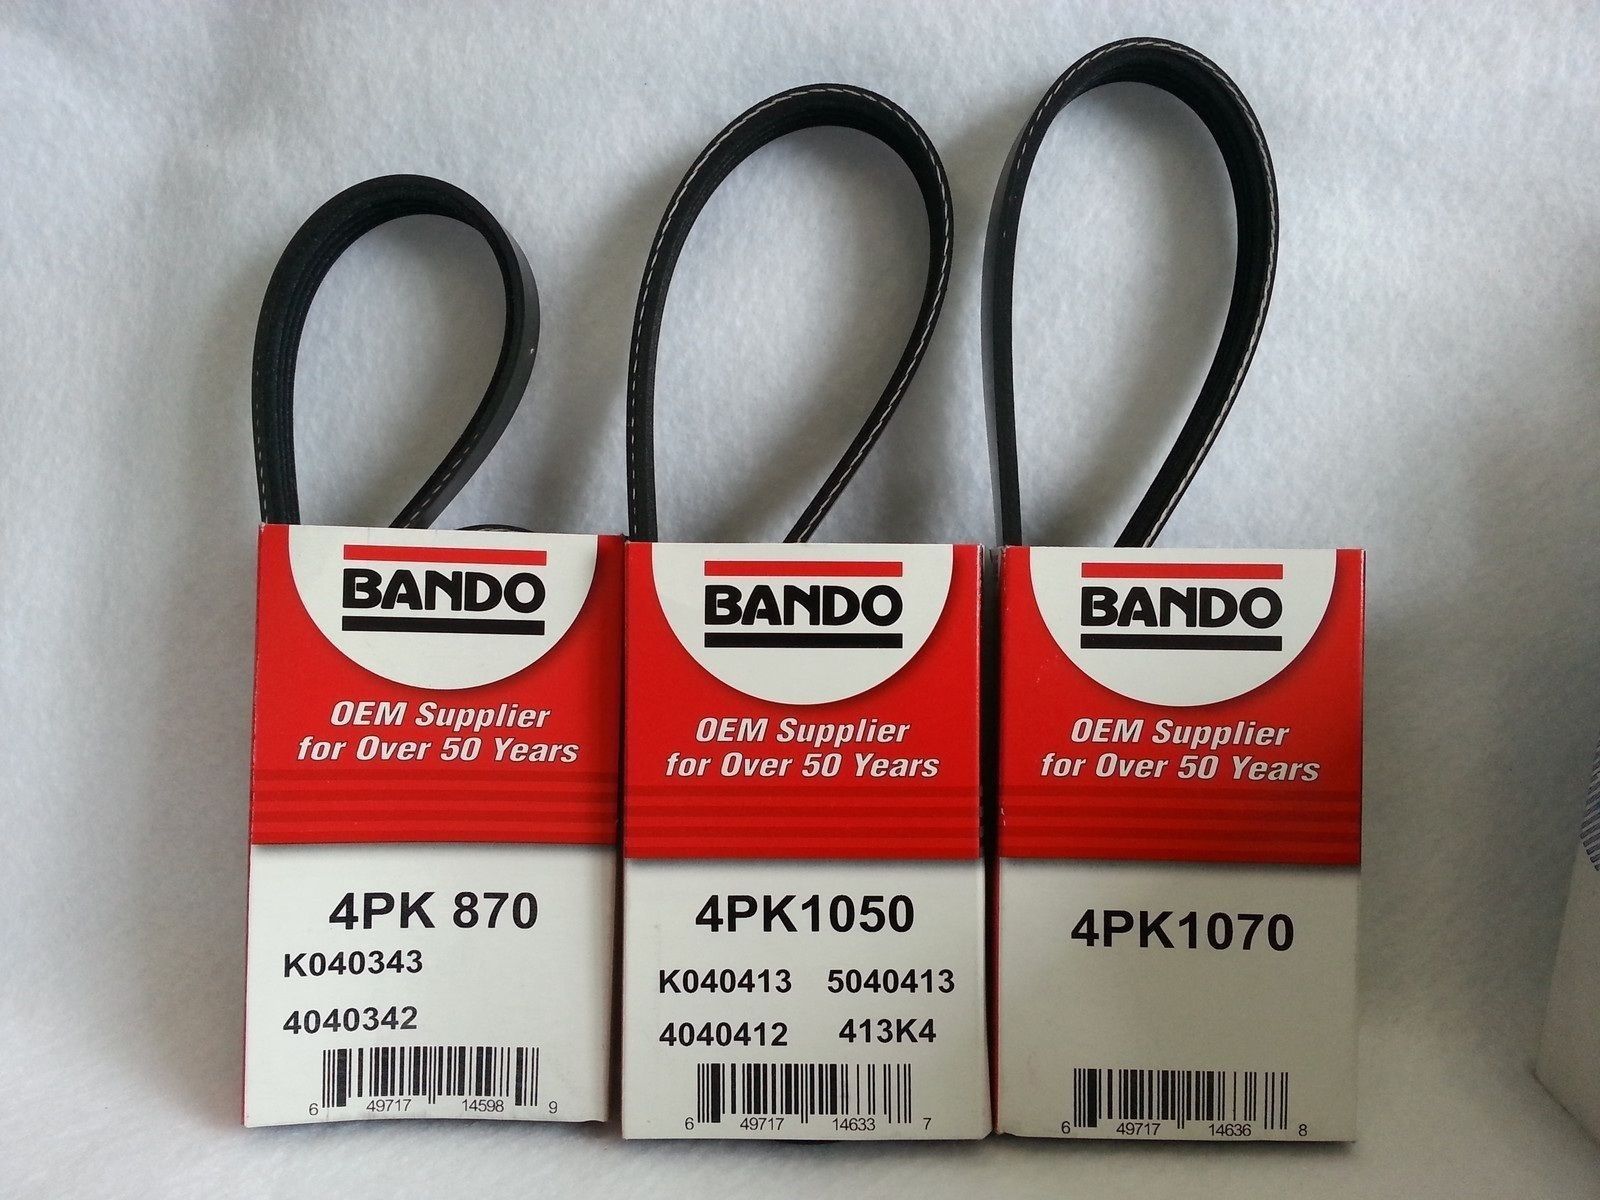 BANDO
OEM Supplier
for Over 50 Years
4PK 870
K040343
4040342
6 49717 14598 9
BANDO
OEM Supplier
for Over 50 Years
4PK1050
K040413 5040413
4040412 413K4
6 49717 14633 7
BANDO
OEM Supplier
for Over 50 Years
4PK1070
6 49717 14636 8